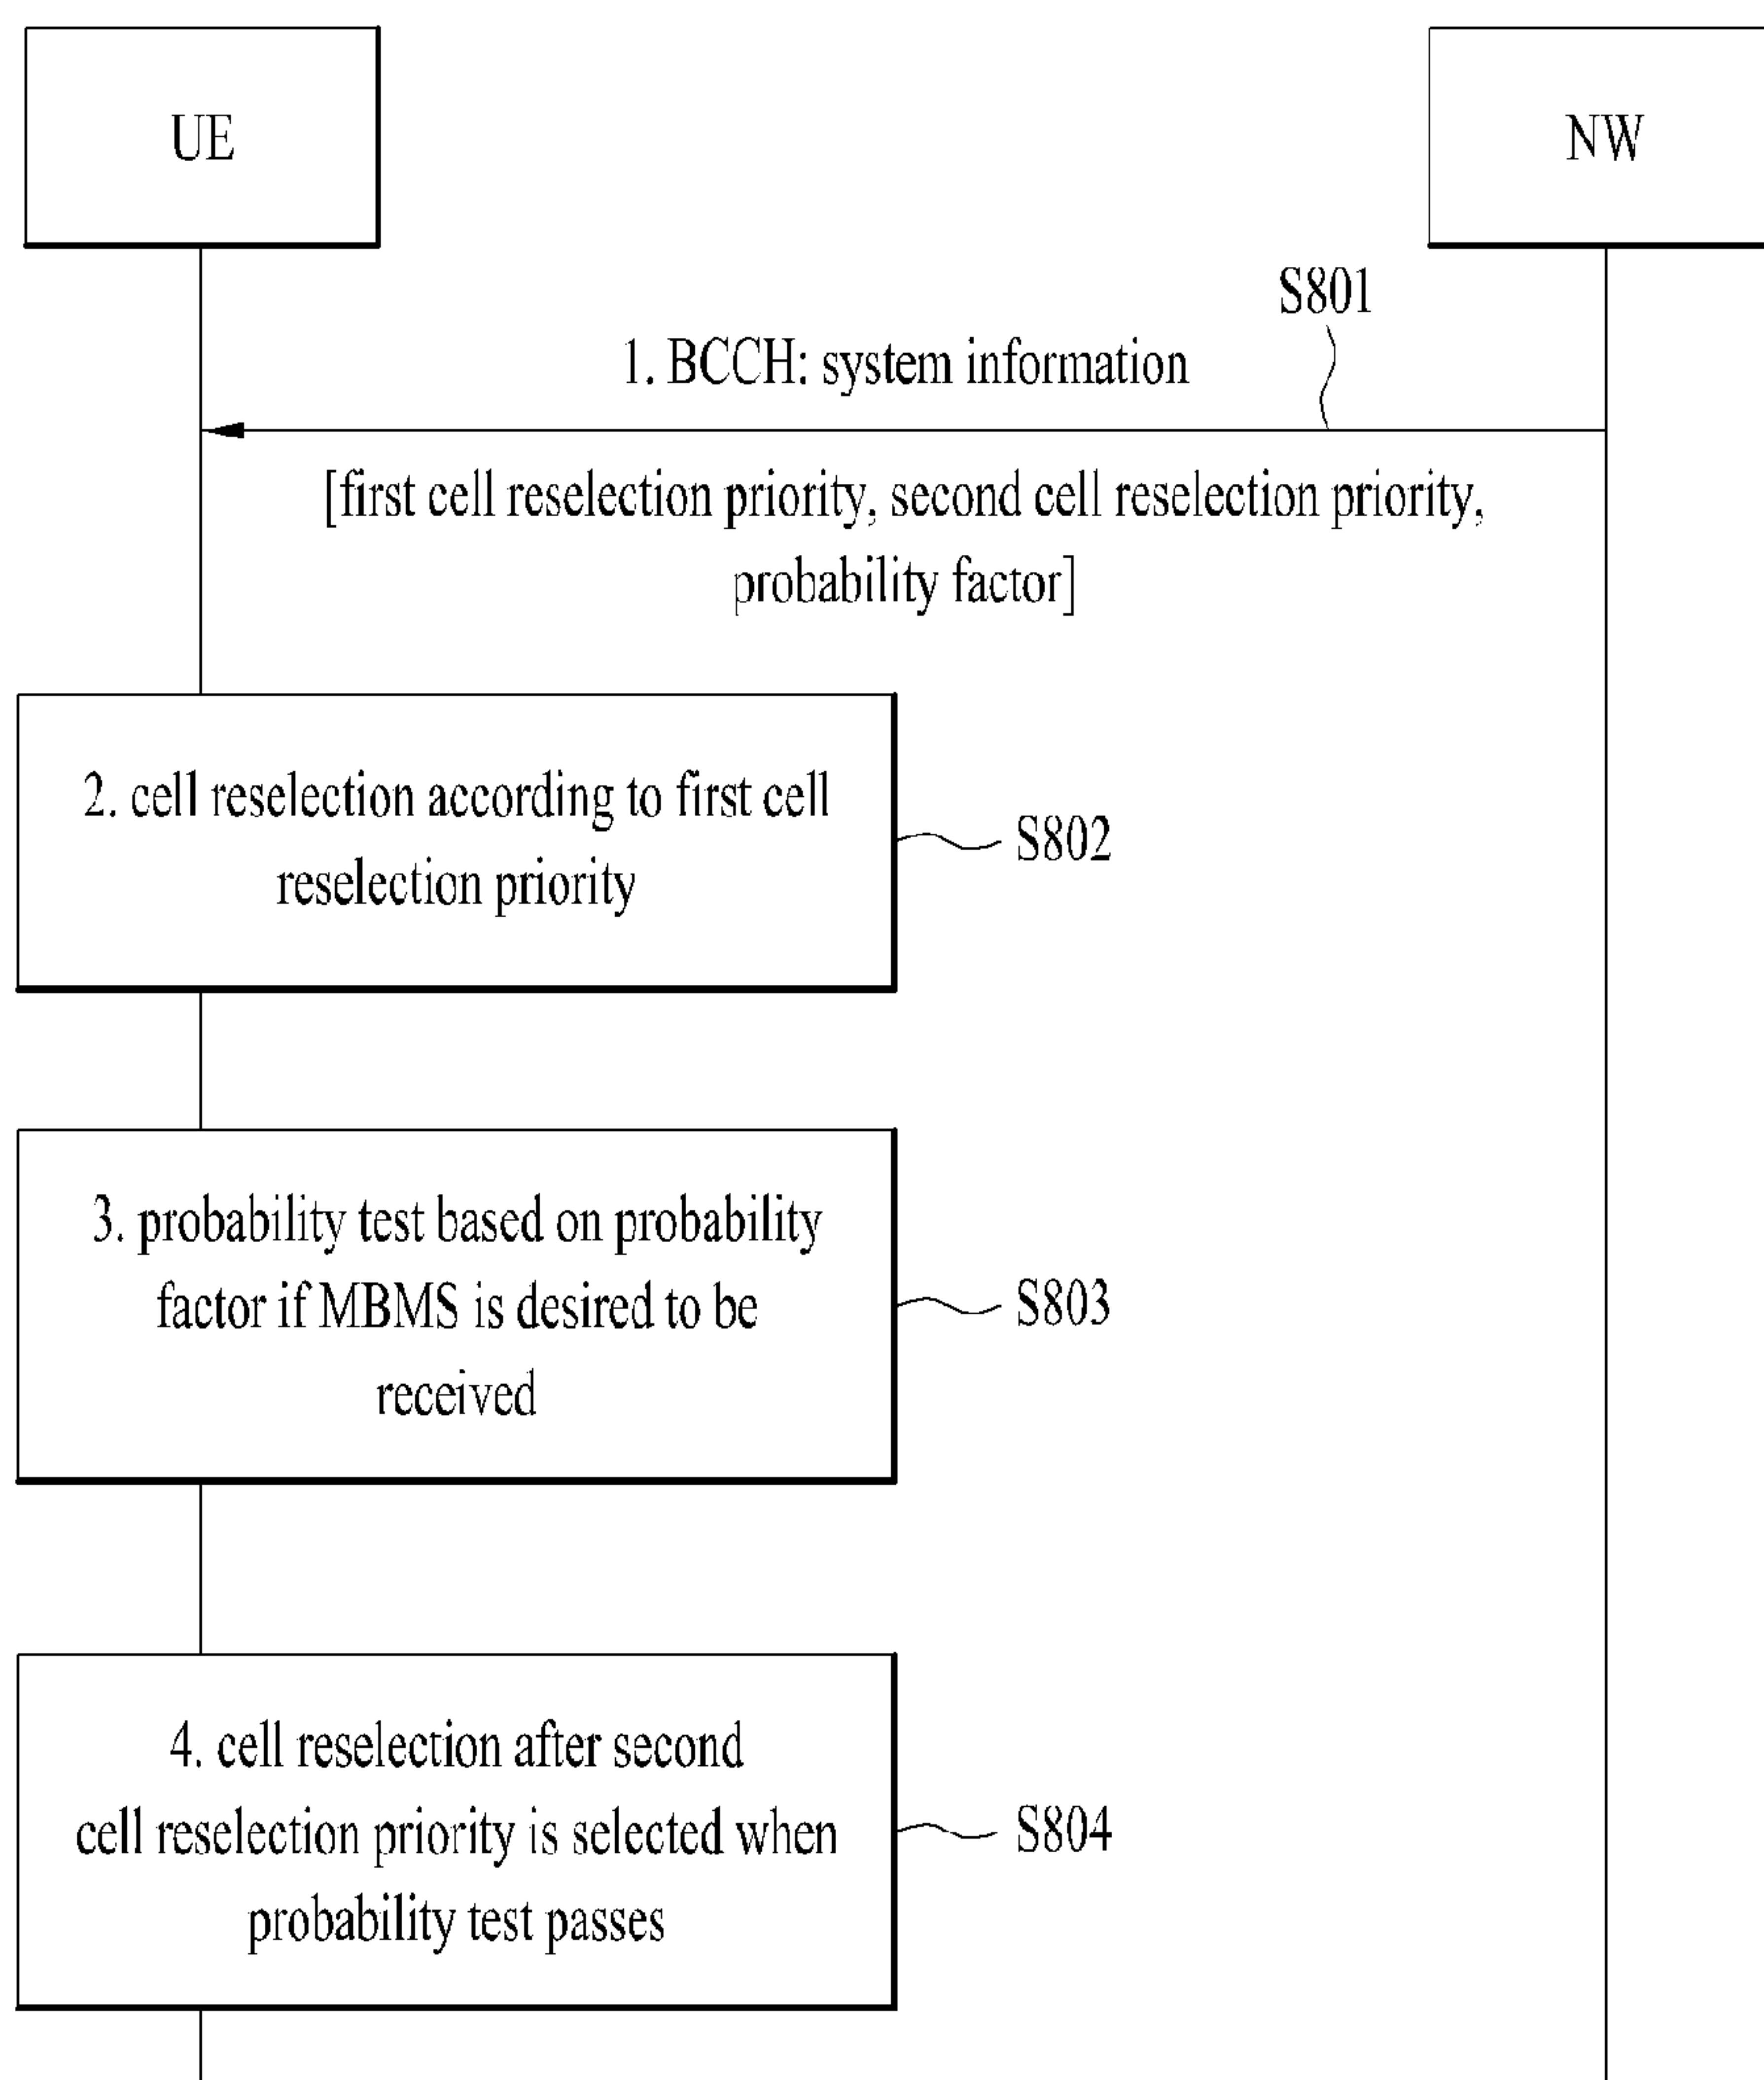 UE
NW
S801
1. BCCH: system information
[first cell reselection priority, second cell reselection priority,
probability factor]
2. cell reselection according to first cell
reselection priority
S802
3. probability test based on probability
factor if MBMS is desired to be
received
S803
4. cell reselection after second
cell reselection priority is selected when
probability test passes
S804